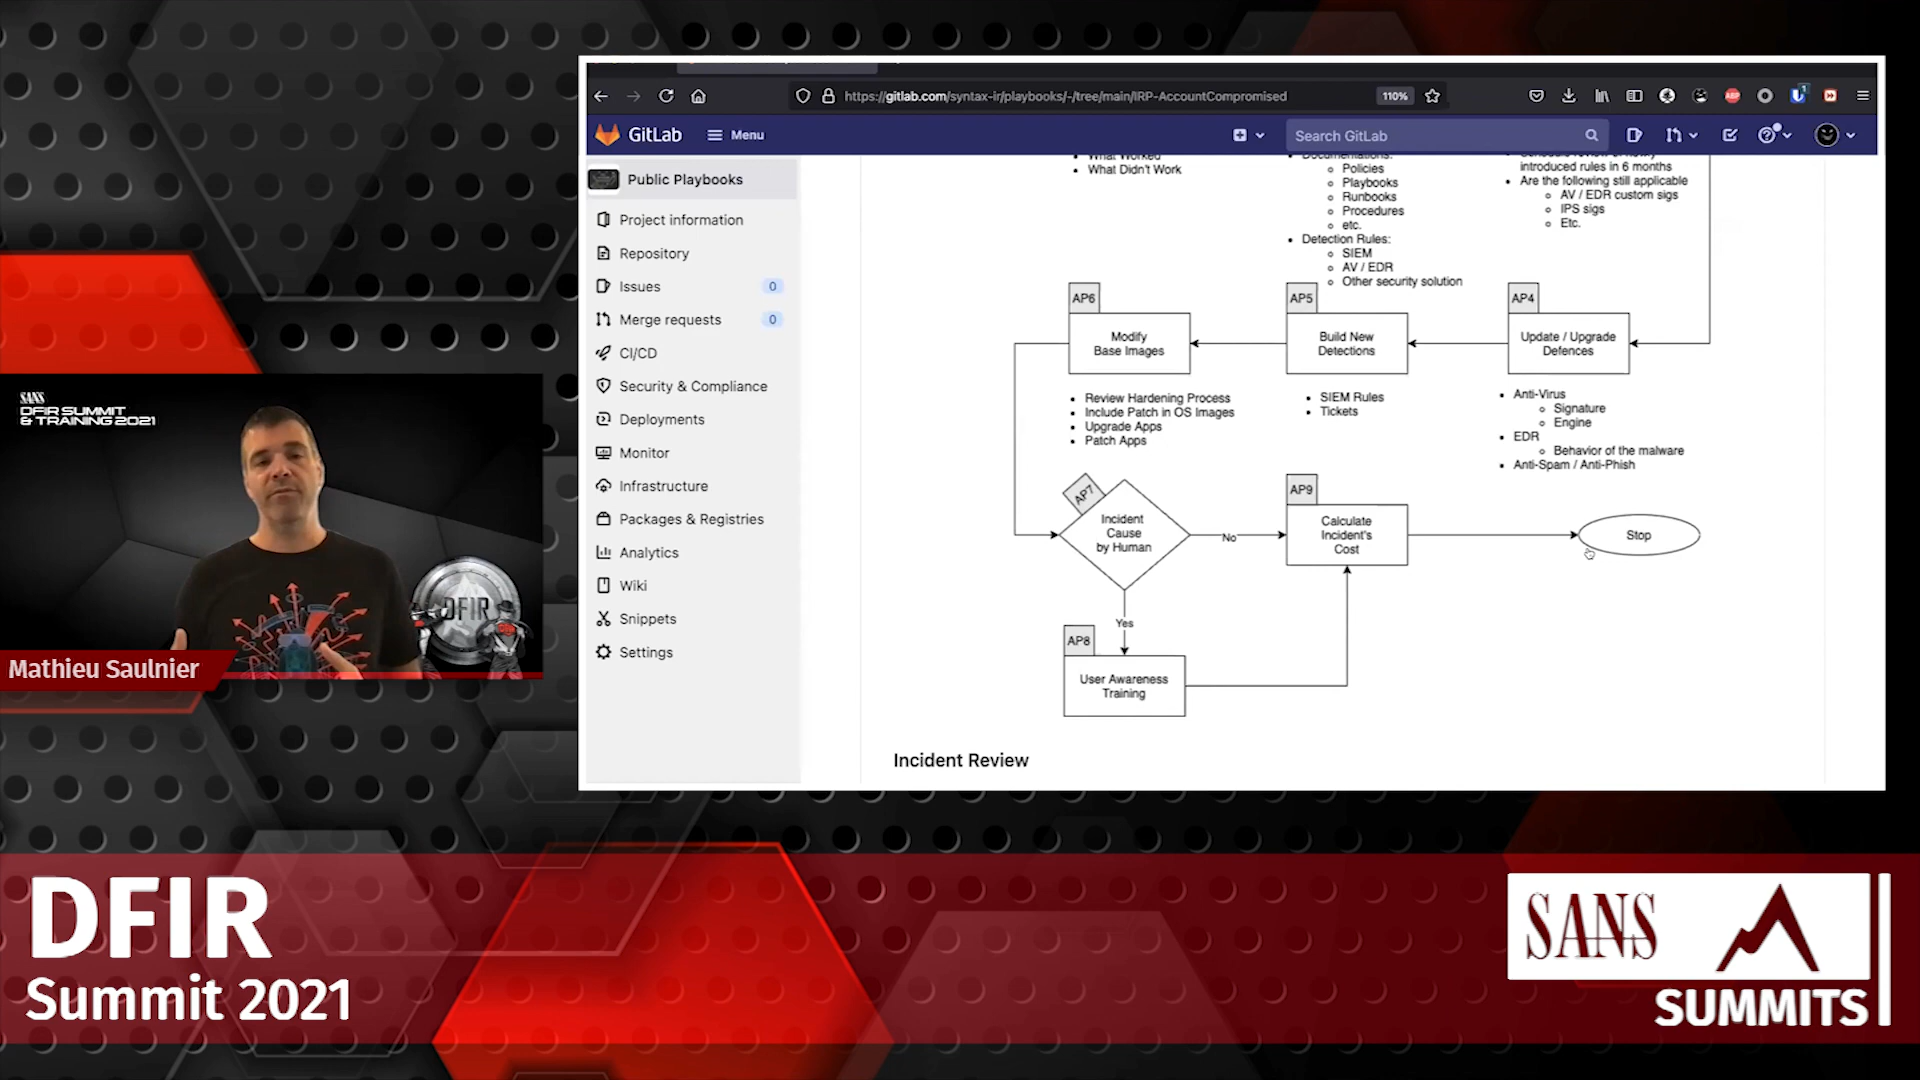 https://gitlab.com/syntax-ir/playbooks/-/tree/main/IRP-AccountCompromised
110%
GitLab
Menu
Search GitLab
Public Playbooks
Project information
Repository
Issues 0
Merge requests 0
CI/CD
Security & Compliance
Deployments
Monitor
Infrastructure
Packages & Registries
Analytics
Wiki
Snippets
Settings
What Worked
What Didn't Work
Documentations:
Policies
Playbooks
Runbooks
Procedures
etc.
Detection Rules:
SIEM
AV / EDR
Other security solution
introduced rules in 6 months
Are the following still applicable
AV / EDR custom sigs
IPS sigs
Etc.
AP6
Modify
Base Images
AP5
Build New
Detections
AP4
Update / Upgrade
Defences
Review Hardening Process
Include Patch in OS Images
Upgrade Apps
Patch Apps
SIEM Rules
Tickets
Anti-Virus
Signature
Engine
EDR
Behavior of the malware
Anti-Spam / Anti-Phish
AP7
Incident
Cause
by Human
No
AP9
Calculate
Incident's
Cost
Stop
Yes
AP8
User Awareness
Training
Incident Review
SANS
DFIR SUMMIT
& TRAINING 2021
DFIR
Mathieu Saulnier
DFIR
Summit 2021
SANS
SUMMITS